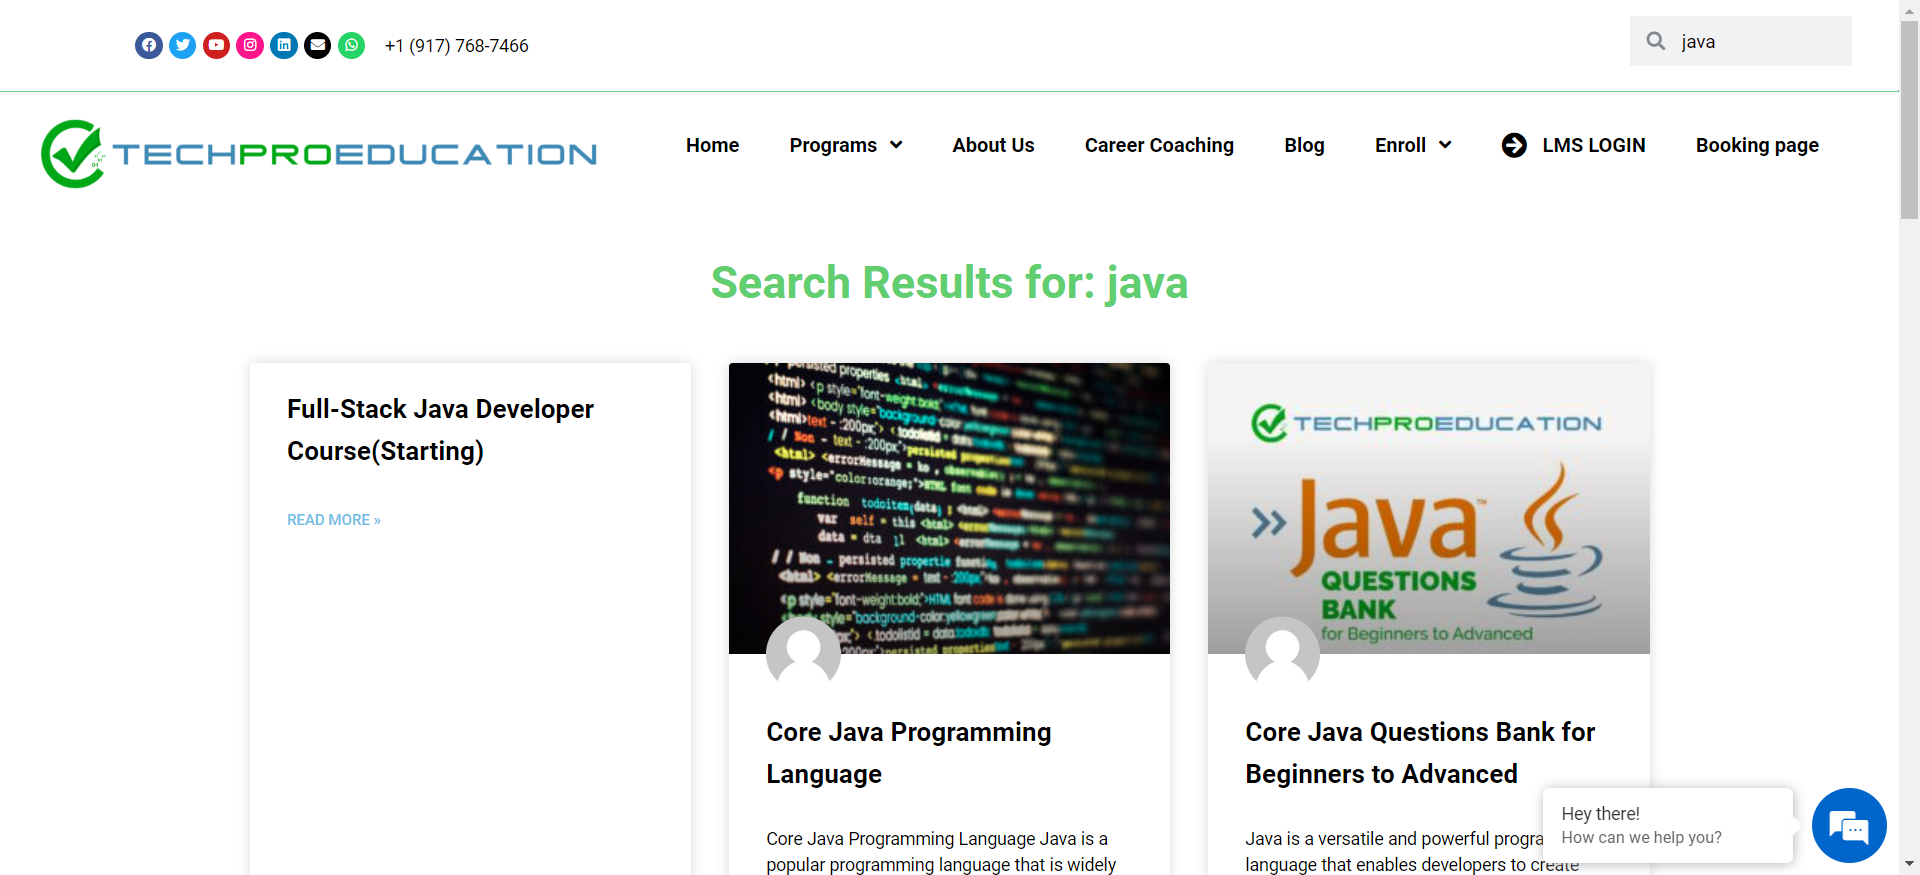 +1 (917) 768-7466
java
TECHPROEDUCATION
Home
Programs
About Us
Career Coaching
Blog
Enroll
LMS LOGIN
Booking page
Search Results for: java
Full-Stack Java Developer
Course(Starting)
READ MORE »
Core Java Programming
Language
Core Java Programming Language Java is a
popular programming language that is widely
TECHPROEDUCATION
Java™
QUESTIONS
BANK
for Beginners to Advanced
Core Java Questions Bank for
Beginners to Advanced
Java is a versatile and powerful progra
language that enables developers to create
Hey there!
How can we help you?